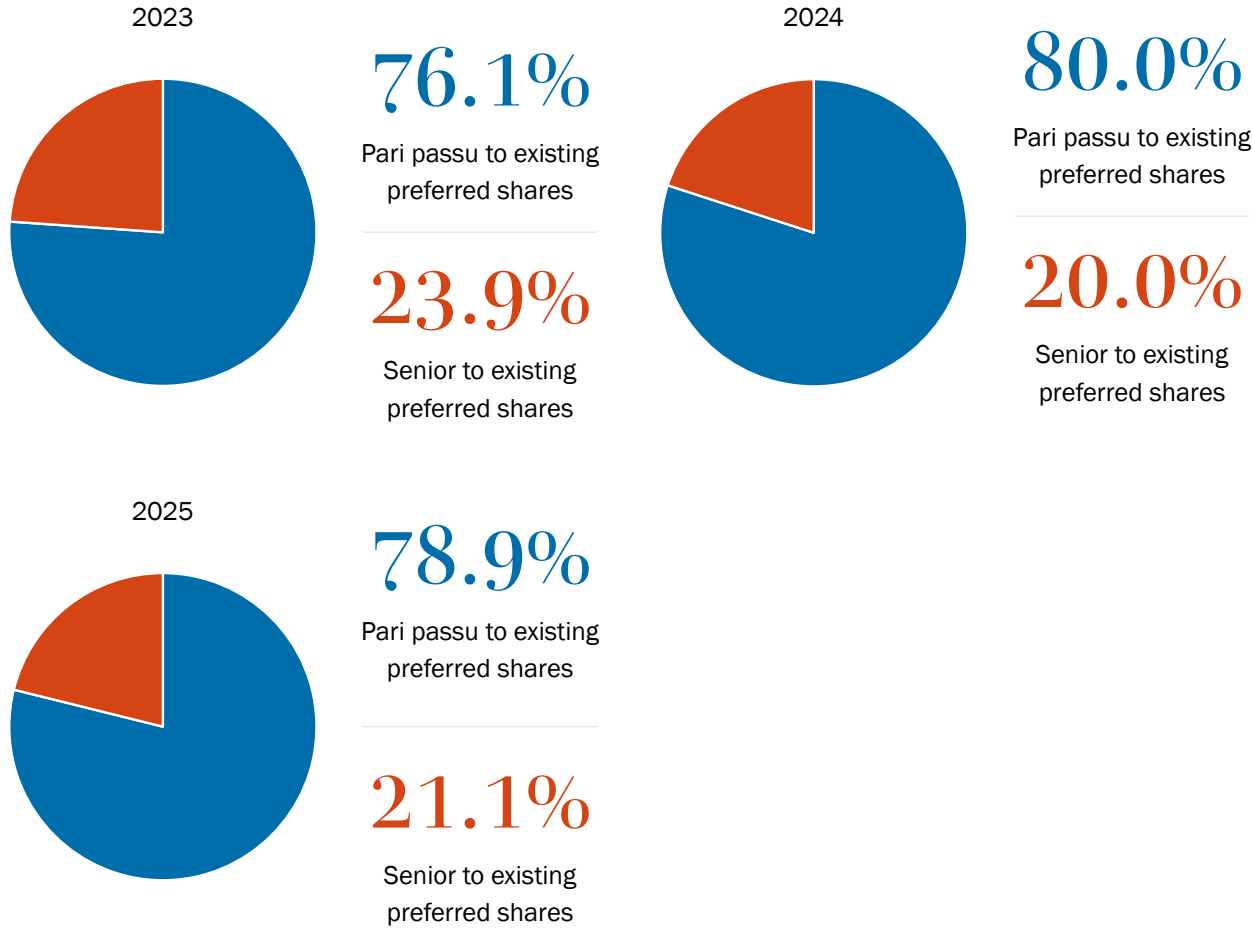 2023
76.1%
Pari passu to existing
preferred shares
23.9%
Senior to existing
preferred shares
2024
80.0%
Pari passu to existing
preferred shares
20.0%
Senior to existing
preferred shares
2025
78.9%
Pari passu to existing
preferred shares
21.1%
Senior to existing
preferred shares